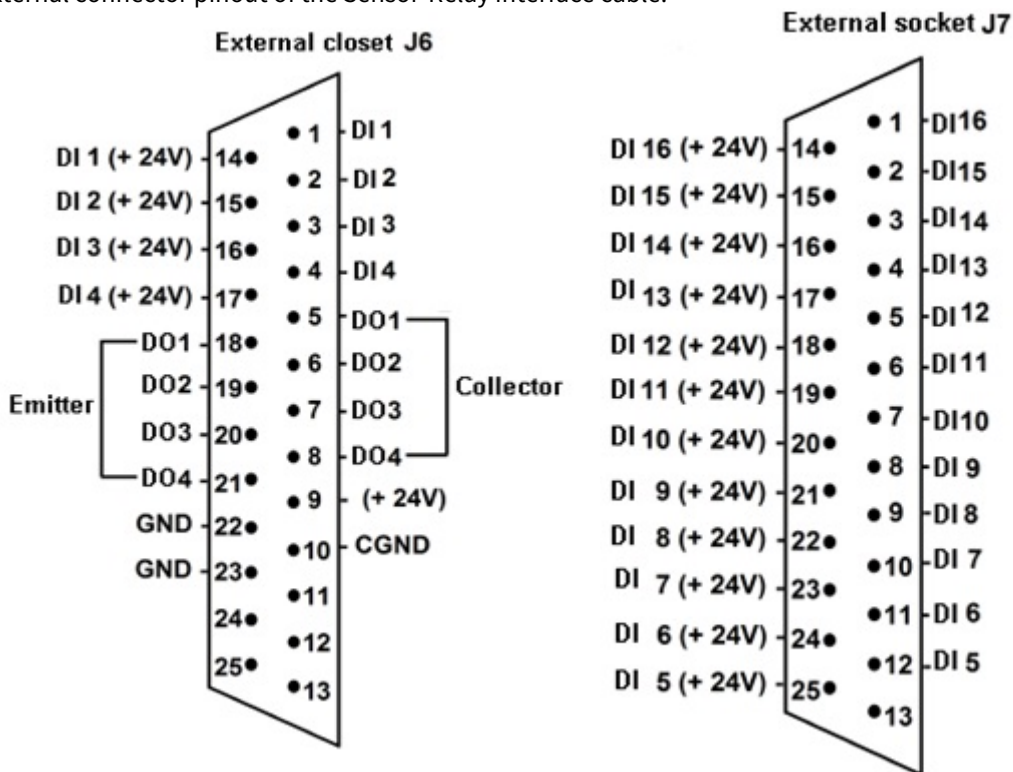 External connector pinout of the Sensor Relay interface cable.
External closet J6
1 DI 1
DI 1 (+ 24V) 14
2 DI 2
DI 2 (+ 24V) 15
3 DI 3
DI 3 (+ 24V) 16
4 DI 4
DI 4 (+ 24V) 17
5 DO1
DO1 18
6 DO2
DO2 19
Emitter
Collector
7 DO3
DO3 20
8 DO4
DO4 21
9 (+ 24V)
GND 22
10 CGND
GND 23
11
24
12
25
13
External socket J7
1 DI16
DI 16 (+ 24V) 14
2 DI15
DI 15 (+ 24V) 15
3 DI14
DI 14 (+ 24V) 16
4 DI13
DI 13 (+ 24V) 17
5 DI12
DI 12 (+ 24V) 18
6 DI11
DI 11 (+ 24V) 19
7 DI10
DI 10 (+ 24V) 20
8 DI 9
DI 9 (+ 24V) 21
9 DI 8
DI 8 (+ 24V) 22
10 DI 7
DI 7 (+ 24V) 23
11 DI 6
DI 6 (+ 24V) 24
12 DI 5
DI 5 (+ 24V) 25
13